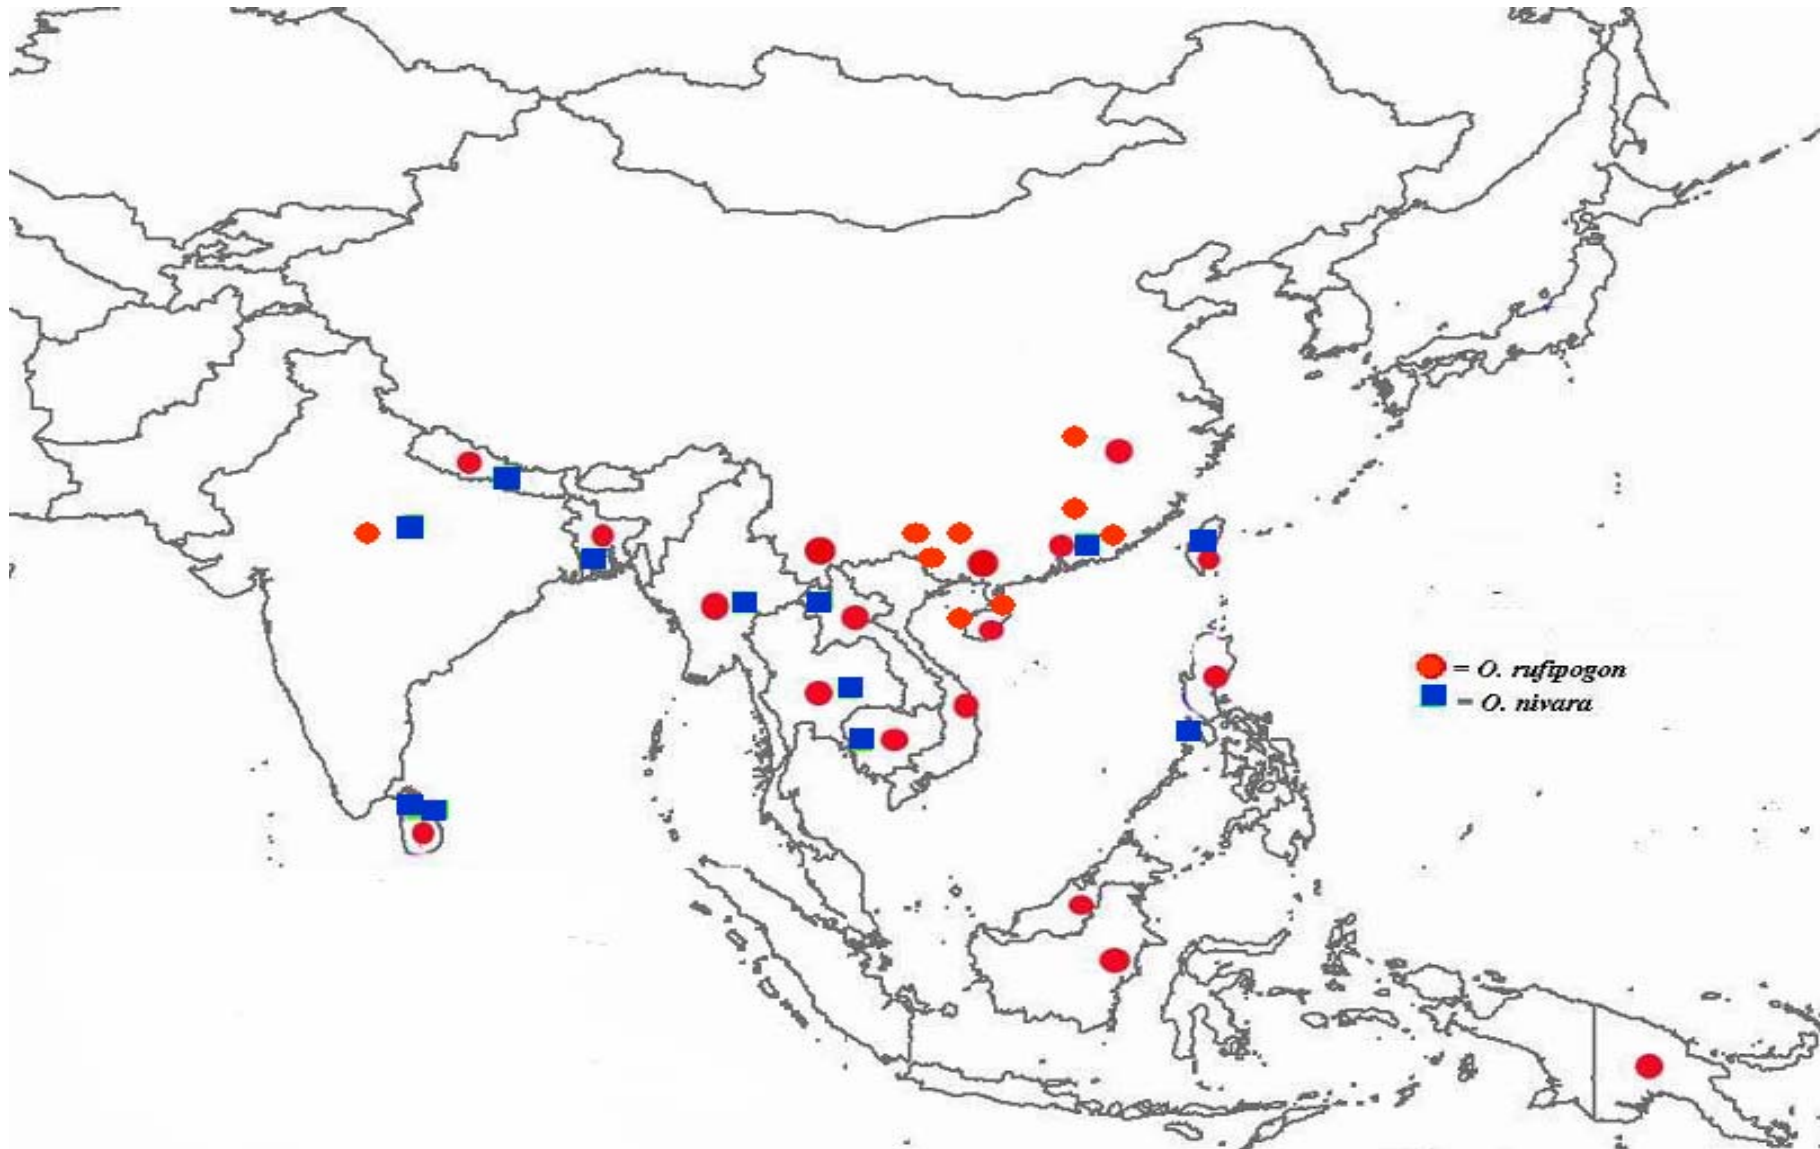 = O. rufipogon
= O. nivara